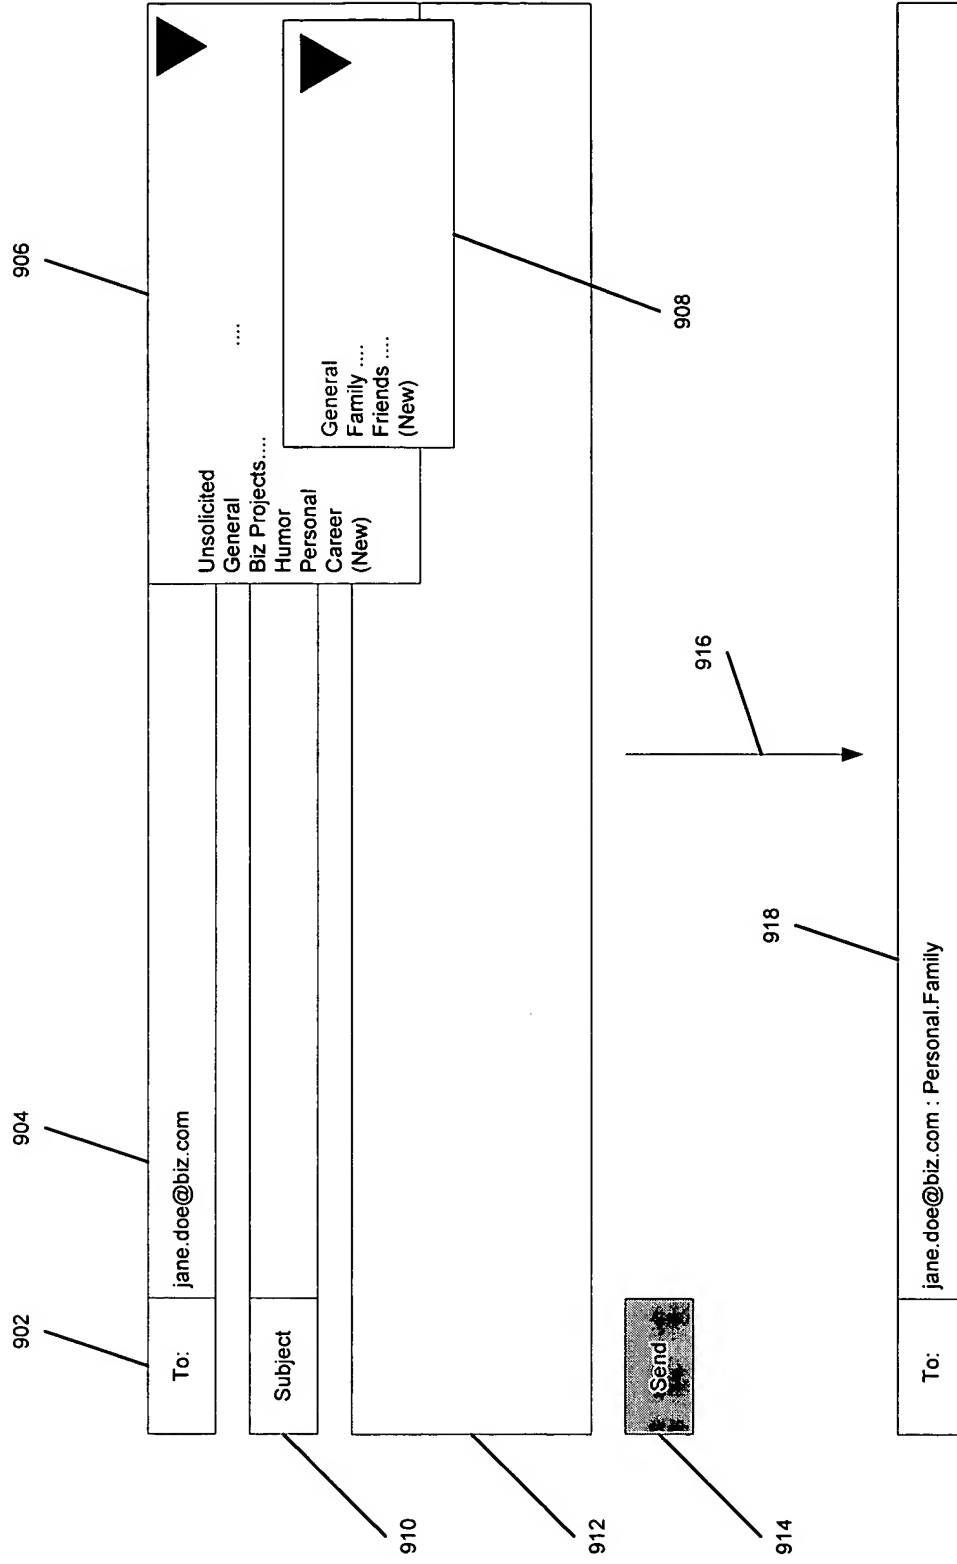 902
904
906
To:
jane.doe@biz.com
Unsolicited
General ....
Biz Projects....
Humor
Personal
Career
(New)
General
Family ....
Friends ....
(New)
Subject
908
910
912
Send
914
916
918
To:
jane.doe@biz.com : Personal.Family